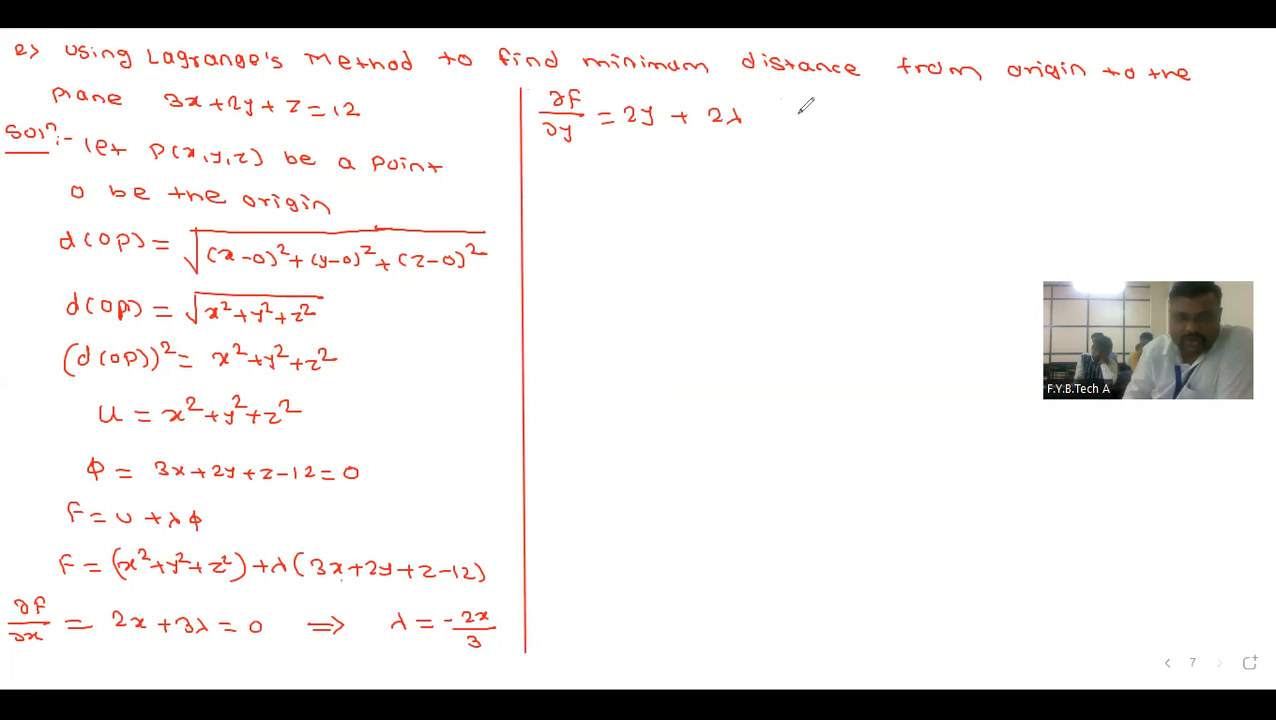 e) using Lagrange's Method to find minimum distance from origin to the
plane 3x+2y+z=12
Solⁿ:- let P(x,y,z) be a point
o be the origin
d(OP) = √((x-0)²+(y-0)²+(z-0)²)
d(OP) = √(x²+y²+z²)
(d(OP))² = x²+y²+z²
u = x²+y²+z²
ϕ = 3x+2y+z-12=0
F = u+λϕ
F = (x²+y²+z²)+λ(3x+2y+z-12)
∂F/∂x = 2x+3λ=0 ⇒ λ = -2x/3
∂F/∂y = 2y + 2λ
F.Y.B.Tech A
< 7 >